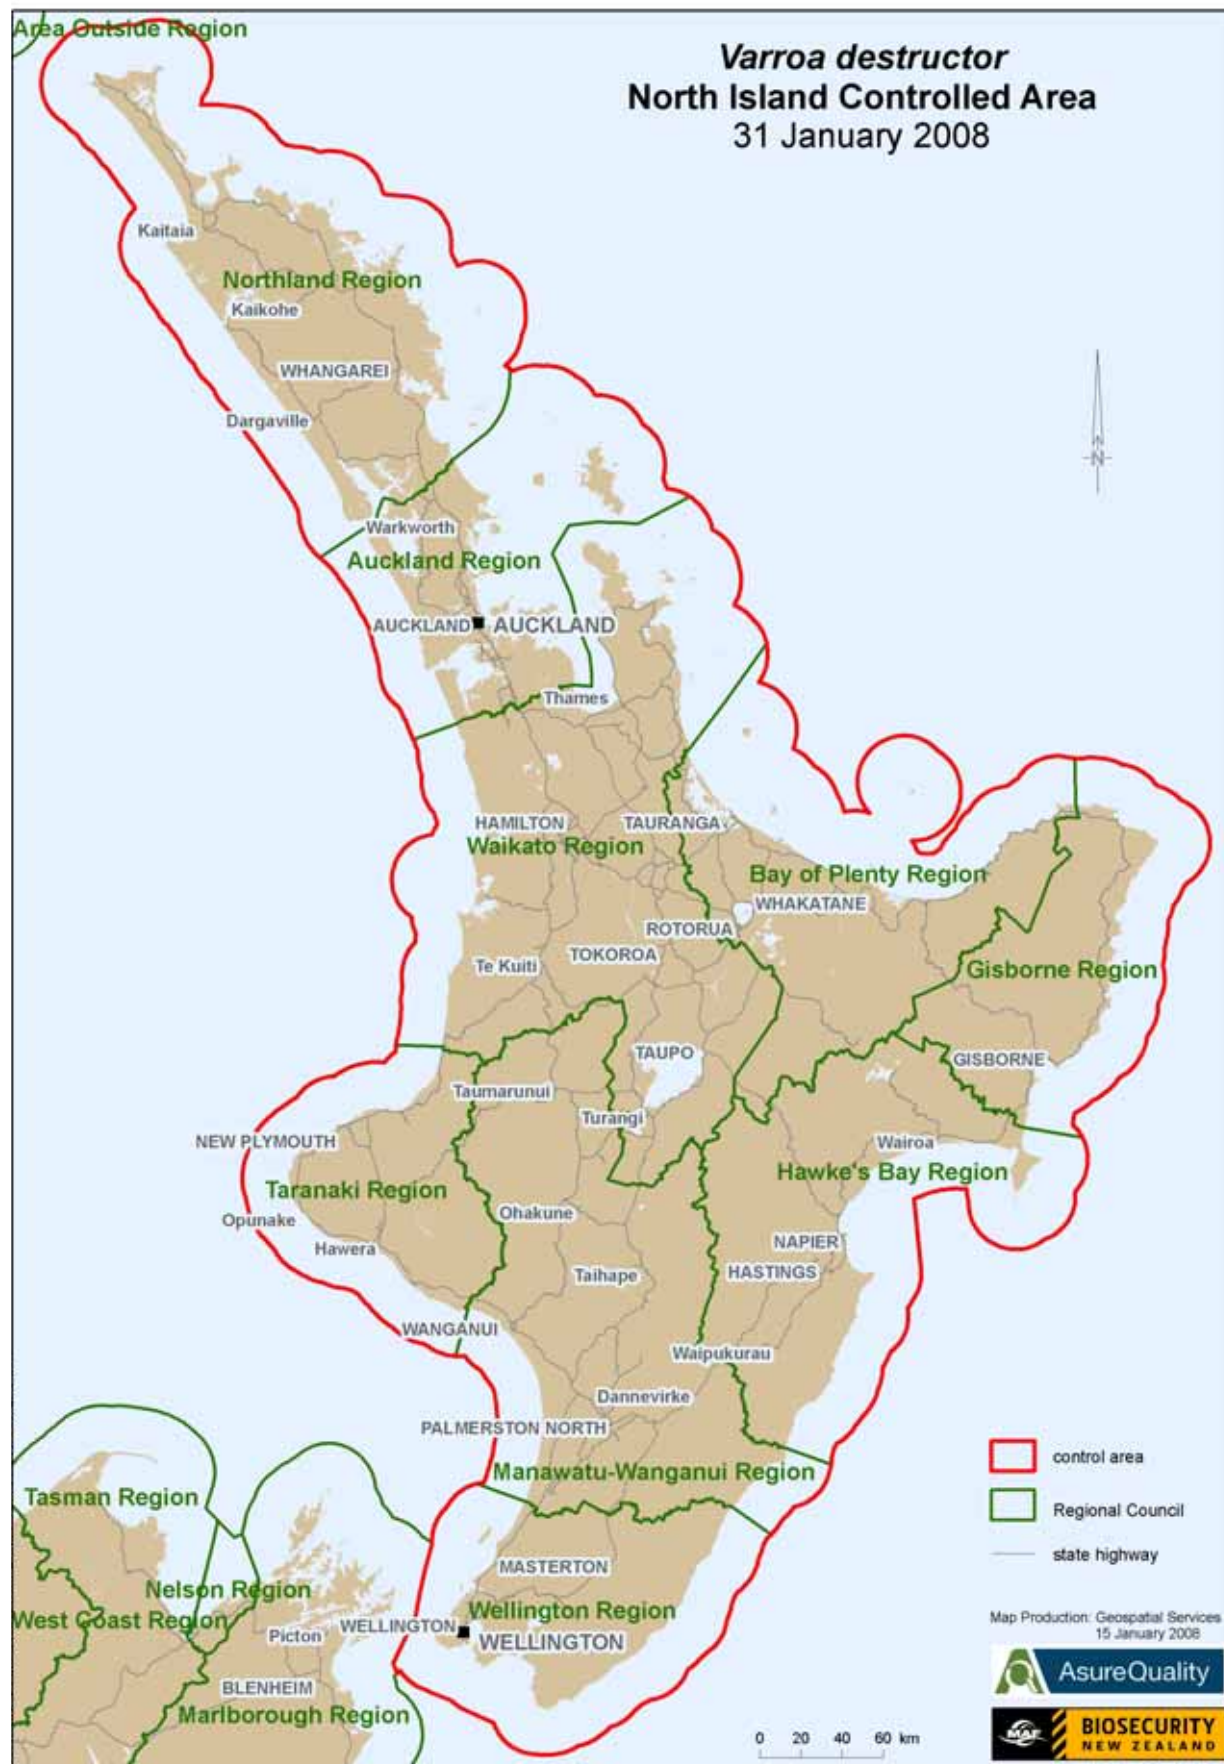 Area Outside Region
Varroa destructor
North Island Controlled Area
31 January 2008
Kaitaia
Northland Region
Kaikohe
WHANGAREI
Dargaville
N
Warkworth
Auckland Region
AUCKLAND AUCKLAND
Thames
HAMILTON TAURANGA
Waikato Region
Bay of Plenty Region
WHAKATANE
ROTORUA
TOKOROA
Te Kuiti
Gisborne Region
TAUPO
GISBORNE
Taumarunui
Turangi
NEW PLYMOUTH
Wairoa
Hawke's Bay Region
Taranaki Region
Opunake
Ohakune
Hawera
NAPIER
Taihape
HASTINGS
WANGANUI
Waipukurau
Dannevirke
PALMERSTON NORTH
Manawatu-Wanganui Region
control area
Tasman Region
Regional Council
state highway
MASTERTON
Nelson Region
West Coast Region
Wellington Region
Picton
WELLINGTON WELLINGTON
BLENHEIM
Marlborough Region
Map Production: Geospatial Services
15 January 2008
AsureQuality
MAF BIOSECURITY
NEW ZEALAND
0 20 40 60 km